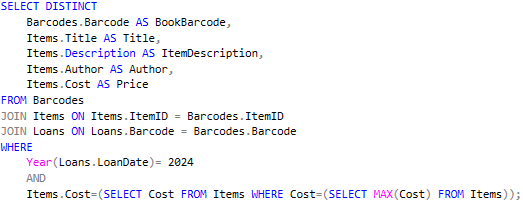 SELECT DISTINCT
    Barcodes.Barcode AS BookBarcode,
    Items.Title AS Title,
    Items.Description AS ItemDescription,
    Items.Author AS Author,
    Items.Cost AS Price
FROM Barcodes
JOIN Items ON Items.ItemID = Barcodes.ItemID
JOIN Loans ON Loans.Barcode = Barcodes.Barcode
WHERE
    Year(Loans.LoanDate)= 2024
    AND
    Items.Cost=(SELECT Cost FROM Items WHERE Cost=(SELECT MAX(Cost) FROM Items));